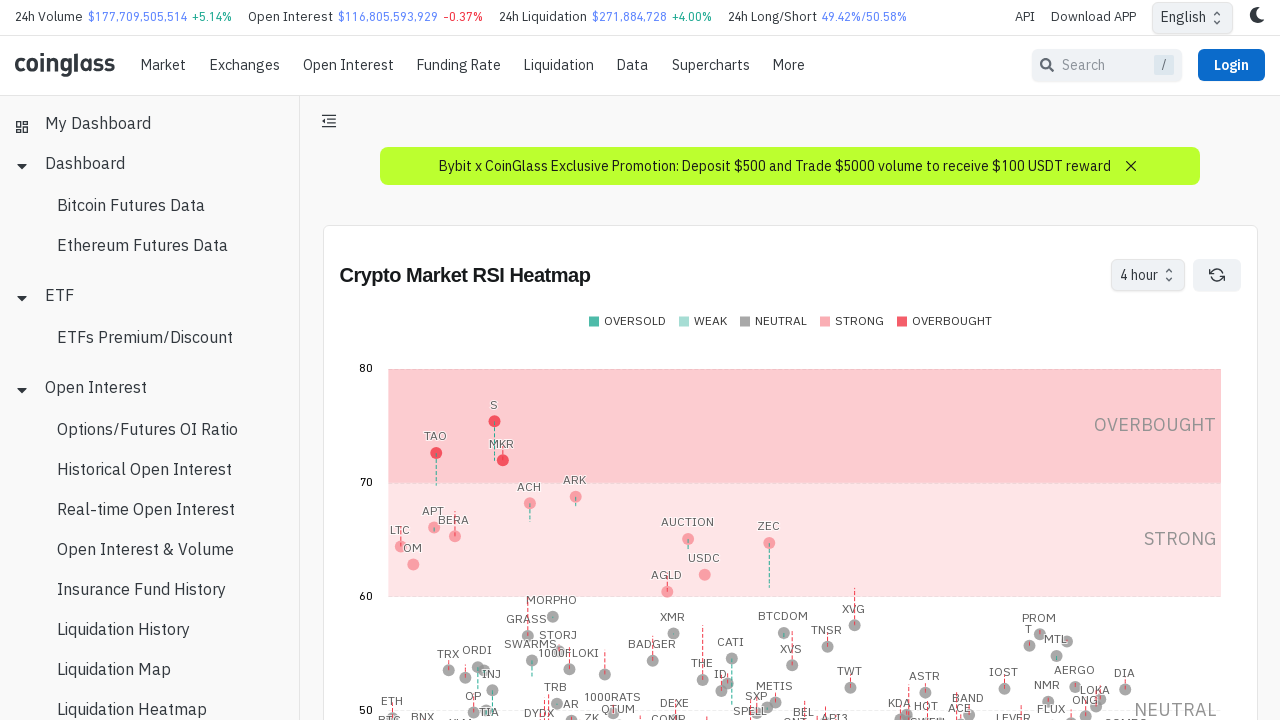 24h Volume $177,709,505,514 +5.14% Open Interest $116,805,593,929 -0.37% 24h Liquidation $271,884,728 +4.00% 24h Long/Short 49.42%/50.58% API Download APP English
coinglass Market Exchanges Open Interest Funding Rate Liquidation Data Supercharts More Search / Login
My Dashboard
Dashboard
Bitcoin Futures Data
Ethereum Futures Data
ETF
ETFs Premium/Discount
Open Interest
Options/Futures OI Ratio
Historical Open Interest
Real-time Open Interest
Open Interest & Volume
Insurance Fund History
Liquidation History
Liquidation Map
Liquidation Heatmap
Bybit x CoinGlass Exclusive Promotion: Deposit $500 and Trade $5000 volume to receive $100 USDT reward
Crypto Market RSI Heatmap 4 hour
OVERSOLD WEAK NEUTRAL STRONG OVERBOUGHT
80
S
OVERBOUGHT
TAO
MKR
70
ARK
ACH
APT
BERA
AUCTION
ZEC
LTC
STRONG
OM
USDC
AGLD
60
MORPHO
XVG
GRASS
XMR
BTCDOM
PROM
T
TNSR
STORJ
MTL
SWARMS
BADGER
CATI
XVS
ORDI
TRX
1000FLOKI
THE
INJ
ID
TWT
IOST
AERGO
DIA
ASTR
TRB
METIS
NMR
LOKA
OP
1000RATS
SXP
BAND
ONG
ETH
DEXE
KDA
HOT
AR
QTUM
SPELL
ACE
FLUX
50
TIA
DYDX
BEL
NEUTRAL
BTC
BNX
ZK
COMP
API3
LEVER